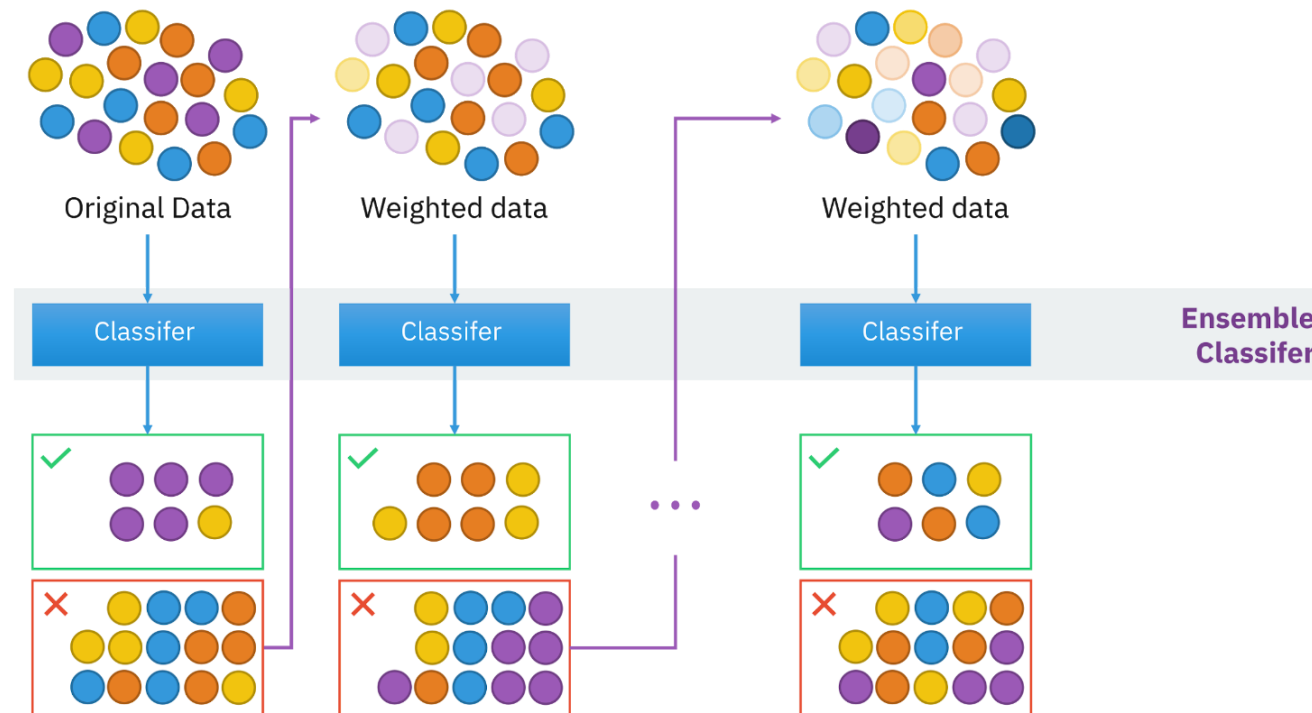 Original Data
Weighted data
Weighted data
Classifer
Classifer
Classifer
Ensemble
Classifer